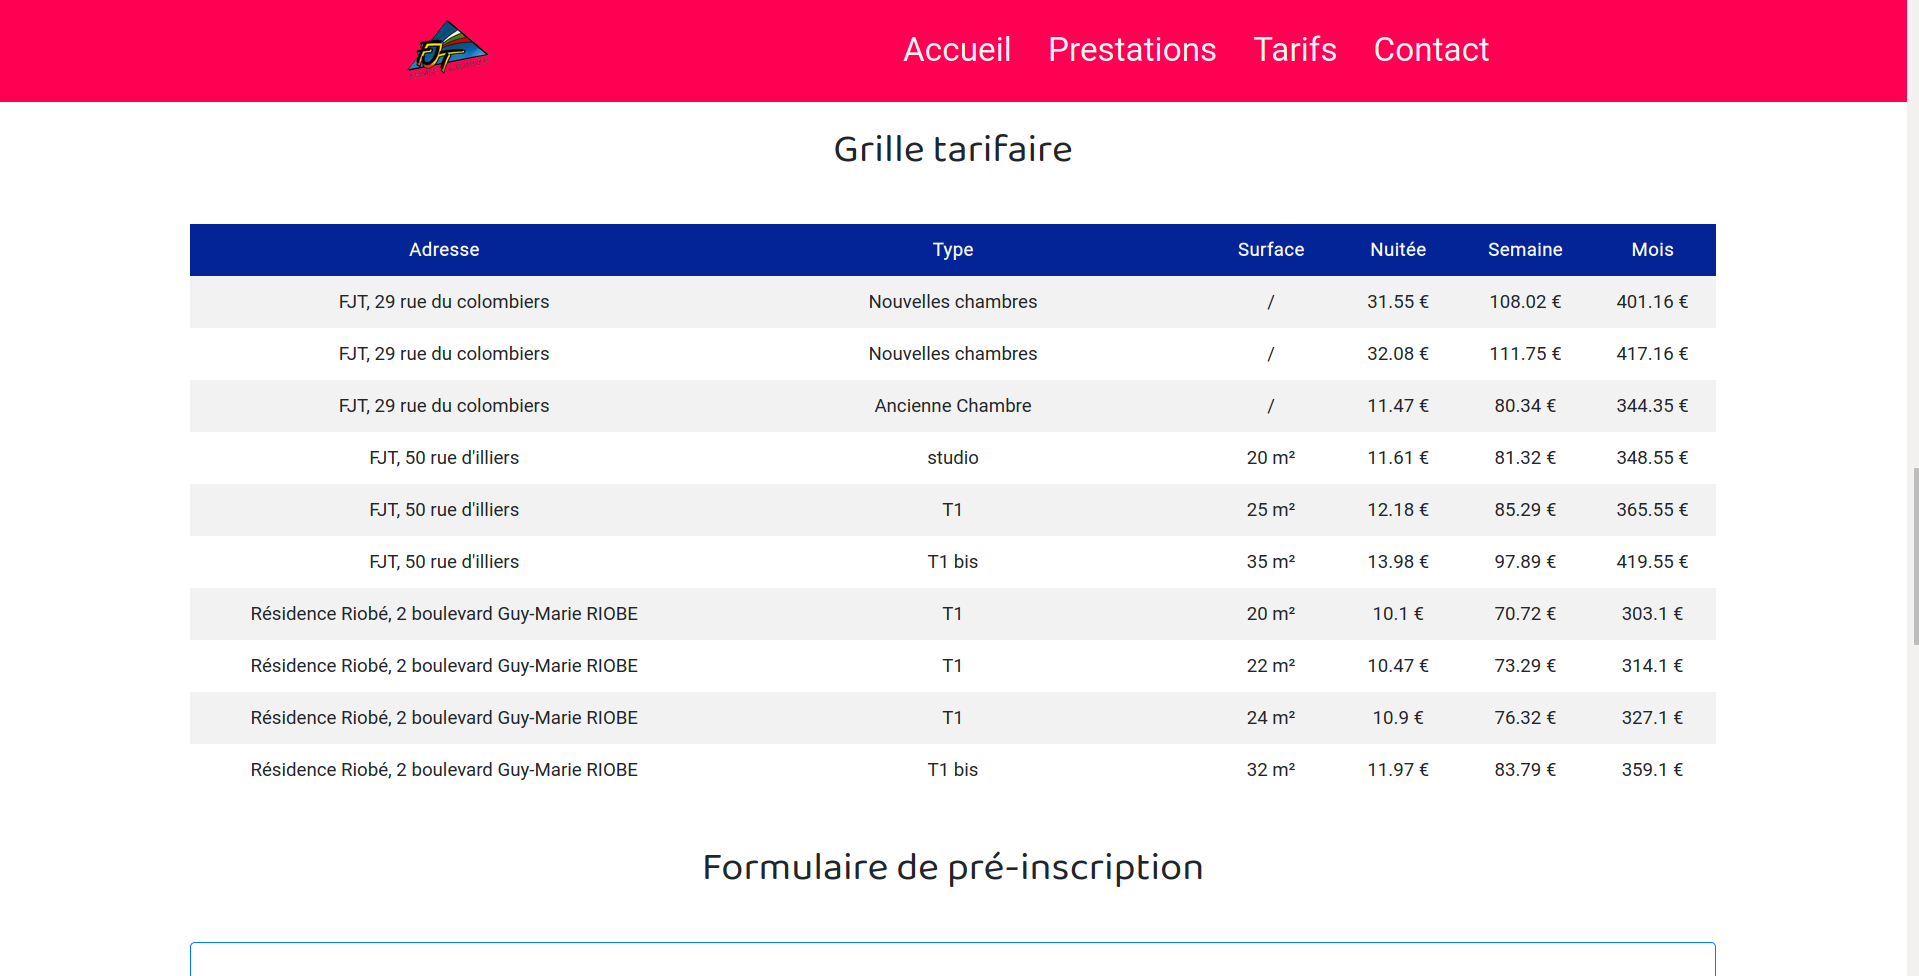 FJT
Accueil Prestations Tarifs Contact
Grille tarifaire
Adresse Type Surface Nuitée Semaine Mois
FJT, 29 rue du colombiers Nouvelles chambres / 31.55 € 108.02 € 401.16 €
FJT, 29 rue du colombiers Nouvelles chambres / 32.08 € 111.75 € 417.16 €
FJT, 29 rue du colombiers Ancienne Chambre / 11.47 € 80.34 € 344.35 €
FJT, 50 rue d'illiers studio 20 m² 11.61 € 81.32 € 348.55 €
FJT, 50 rue d'illiers T1 25 m² 12.18 € 85.29 € 365.55 €
FJT, 50 rue d'illiers T1 bis 35 m² 13.98 € 97.89 € 419.55 €
Résidence Riobé, 2 boulevard Guy-Marie RIOBE T1 20 m² 10.1 € 70.72 € 303.1 €
Résidence Riobé, 2 boulevard Guy-Marie RIOBE T1 22 m² 10.47 € 73.29 € 314.1 €
Résidence Riobé, 2 boulevard Guy-Marie RIOBE T1 24 m² 10.9 € 76.32 € 327.1 €
Résidence Riobé, 2 boulevard Guy-Marie RIOBE T1 bis 32 m² 11.97 € 83.79 € 359.1 €
Formulaire de pré-inscription